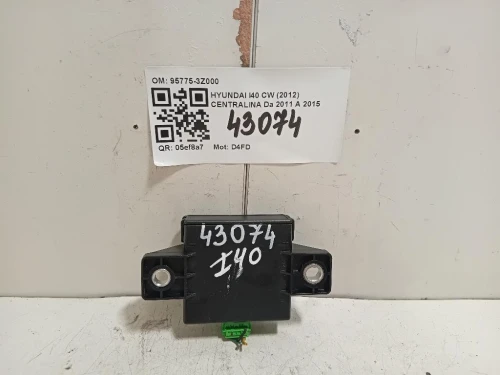 OM: 95775-3Z000
HYUNDAI I40 CW (2012)
CENTRALINA Da 2011 A 2015
43074
QR: 05ef8a7 Mot: D4FD
43074
I40